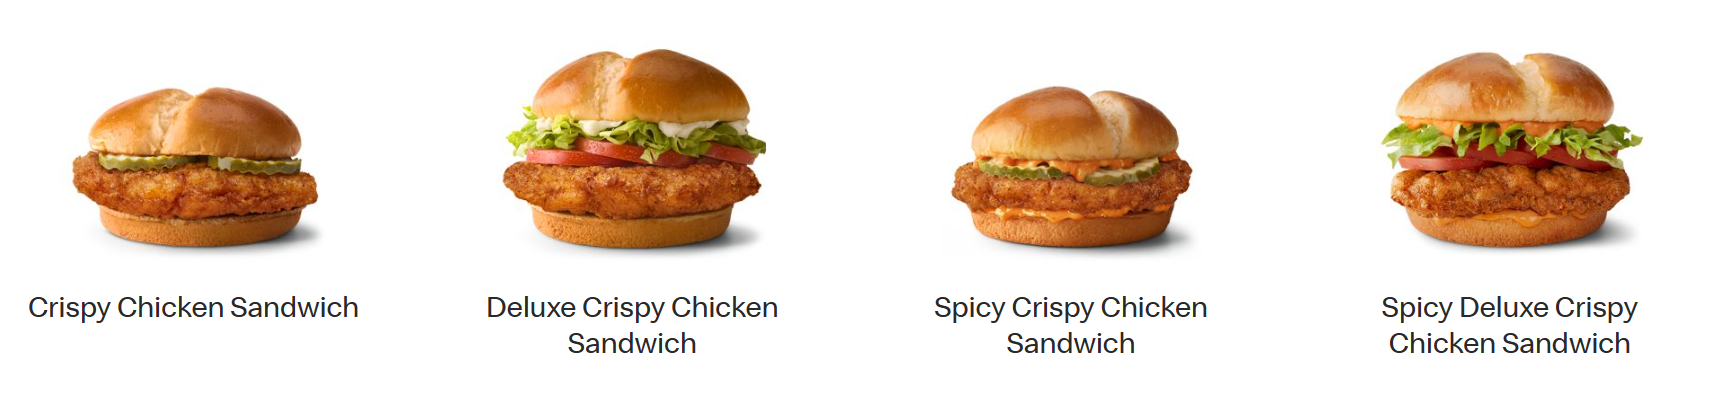 Crispy Chicken Sandwich
Deluxe Crispy Chicken
Sandwich
Spicy Crispy Chicken
Sandwich
Spicy Deluxe Crispy
Chicken Sandwich